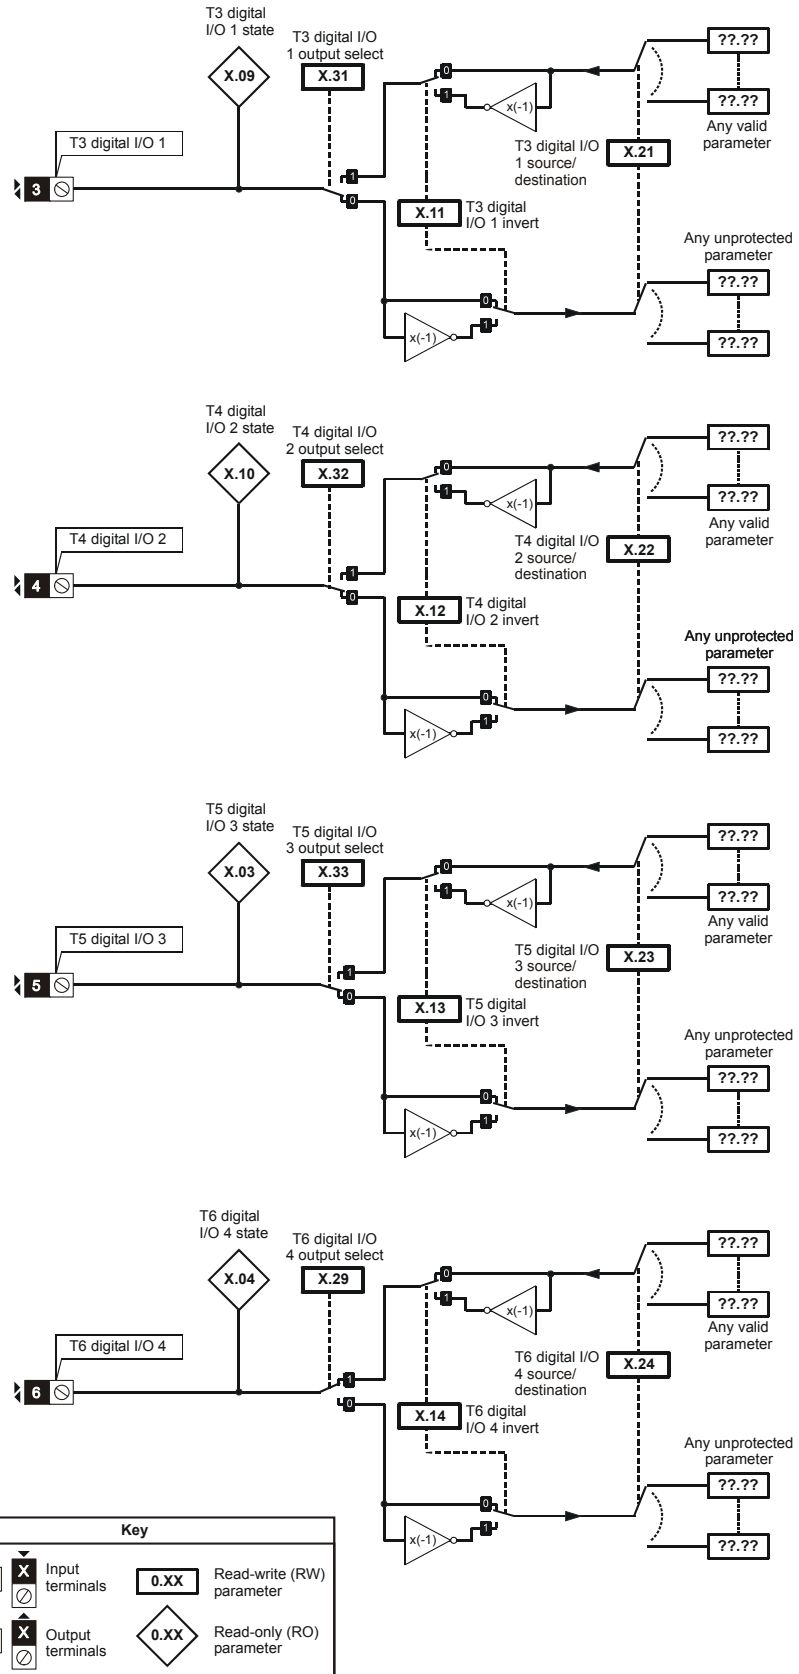 T3 digital
I/O 1 state
X.09
T3 digital I/O
1 output select
X.31
0
1
x(-1)
??.??
??.??
Any valid
parameter
T3 digital I/O 1
3
1
0
T3 digital I/O
1 source/
destination
X.21
X.11
T3 digital
I/O 1 invert
Any unprotected
parameter
??.??
??.??
0
1
x(-1)
T4 digital
I/O 2 state
X.10
T4 digital I/O
2 output select
X.32
0
1
x(-1)
??.??
??.??
Any valid
parameter
T4 digital I/O 2
4
1
0
T4 digital I/O
2 source/
destination
X.22
X.12
T4 digital
I/O 2 invert
Any unprotected
parameter
??.??
??.??
0
1
x(-1)
T5 digital
I/O 3 state
X.03
T5 digital I/O
3 output select
X.33
0
1
x(-1)
??.??
??.??
Any valid
parameter
T5 digital I/O 3
5
1
0
T5 digital I/O
3 source/
destination
X.23
X.13
T5 digital
I/O 3 invert
Any unprotected
parameter
??.??
??.??
0
1
x(-1)
T6 digital
I/O 4 state
X.04
T6 digital I/O
4 output select
X.29
0
1
x(-1)
??.??
??.??
Any valid
parameter
T6 digital I/O 4
6
1
0
T6 digital I/O
4 source/
destination
X.24
X.14
T6 digital
I/O 4 invert
Any unprotected
parameter
??.??
??.??
0
1
x(-1)
Key
X
Input
terminals
0.XX
Read-write (RW)
parameter
X
Output
terminals
0.XX
Read-only (RO)
parameter